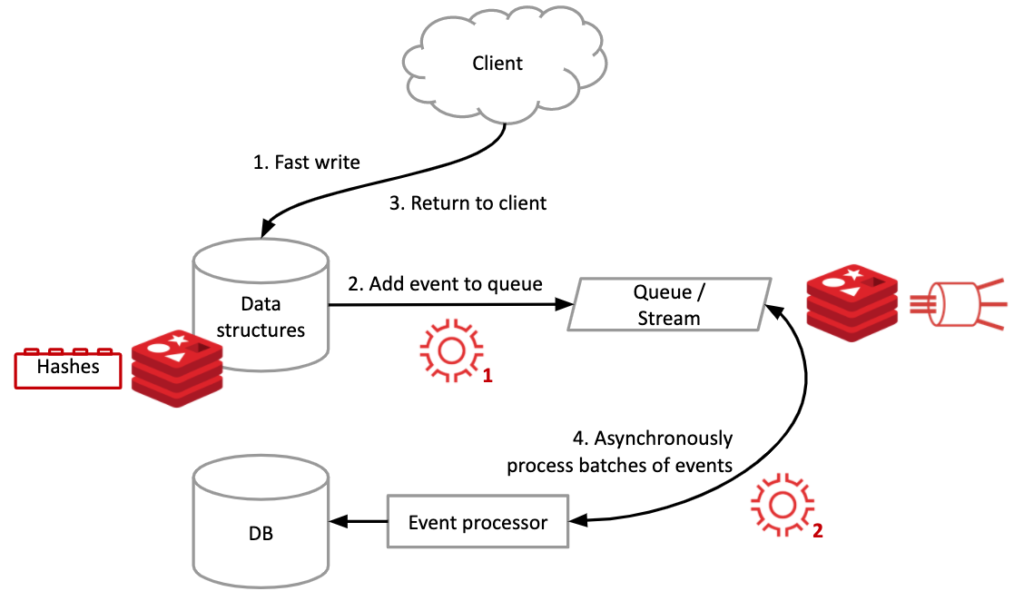 Client
1. Fast write
3. Return to client
2. Add event to queue
Data
structures
Queue /
Stream
Hashes
1
4. Asynchronously
process batches of events
DB
Event processor
2